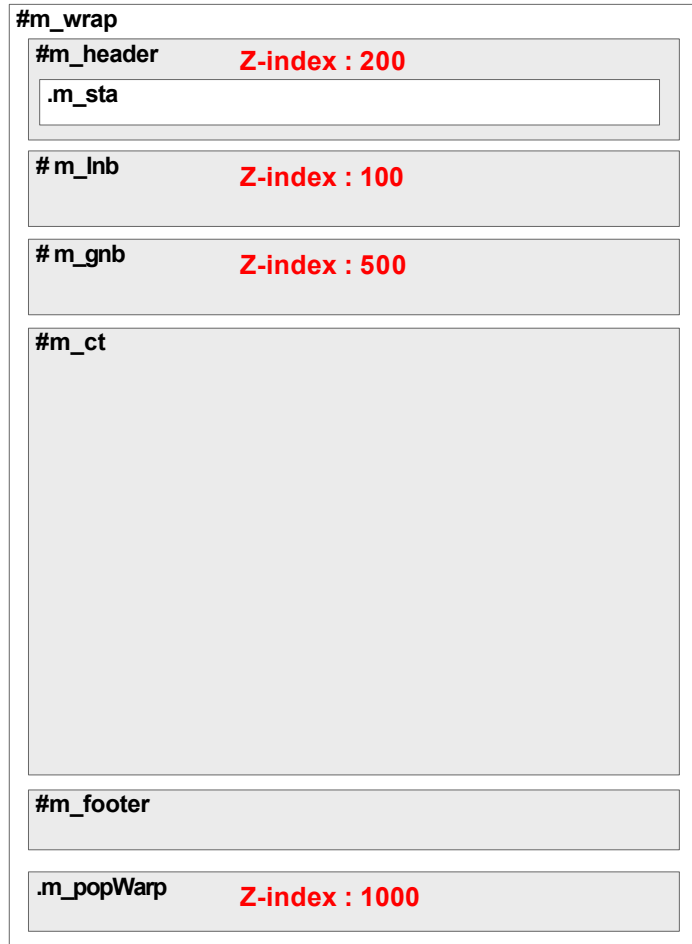 #m_wrap
#m_header Z-index : 200
.m_sta
# m_lnb Z-index : 100
# m_gnb Z-index : 500
#m_ct
#m_footer
.m_popWarp Z-index : 1000